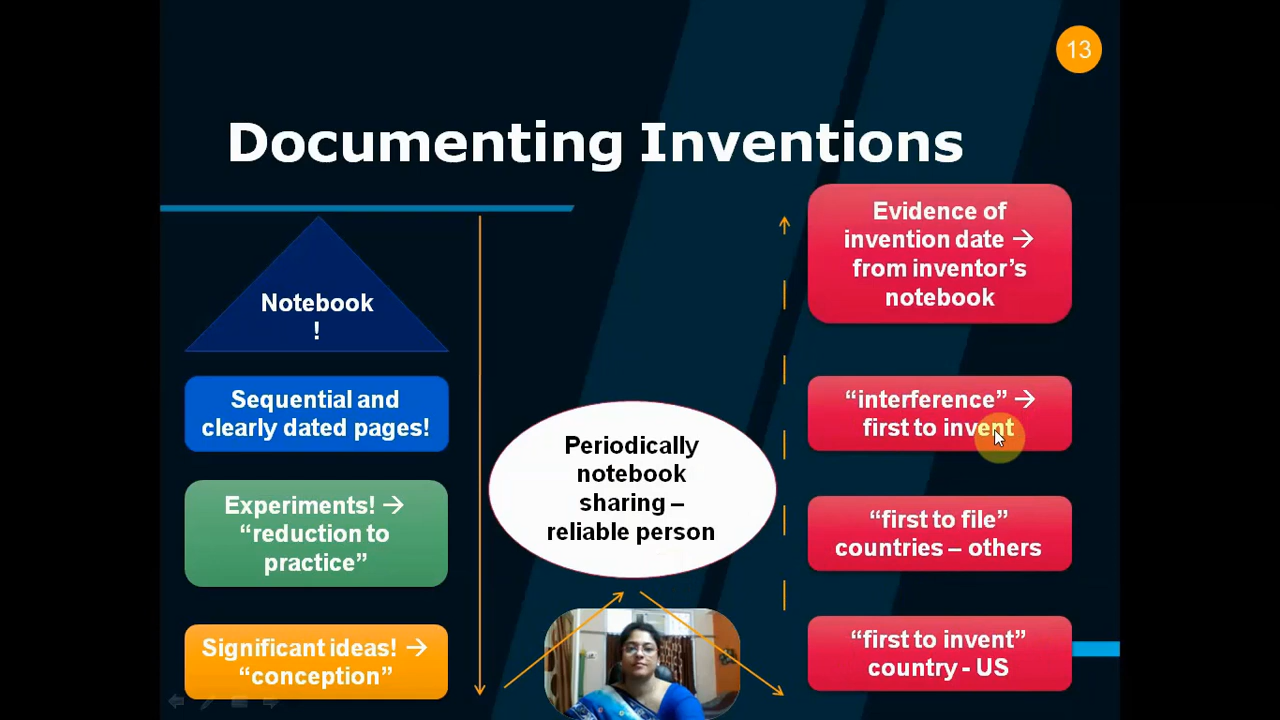 13
Documenting Inventions
Notebook
!
Sequential and
clearly dated pages!
Experiments! →
“reduction to
practice”
Significant ideas! →
“conception”
Periodically
notebook
sharing –
reliable person
Evidence of
invention date →
from inventor’s
notebook
“interference” →
first to invent
“first to file”
countries – others
“first to invent”
country - US